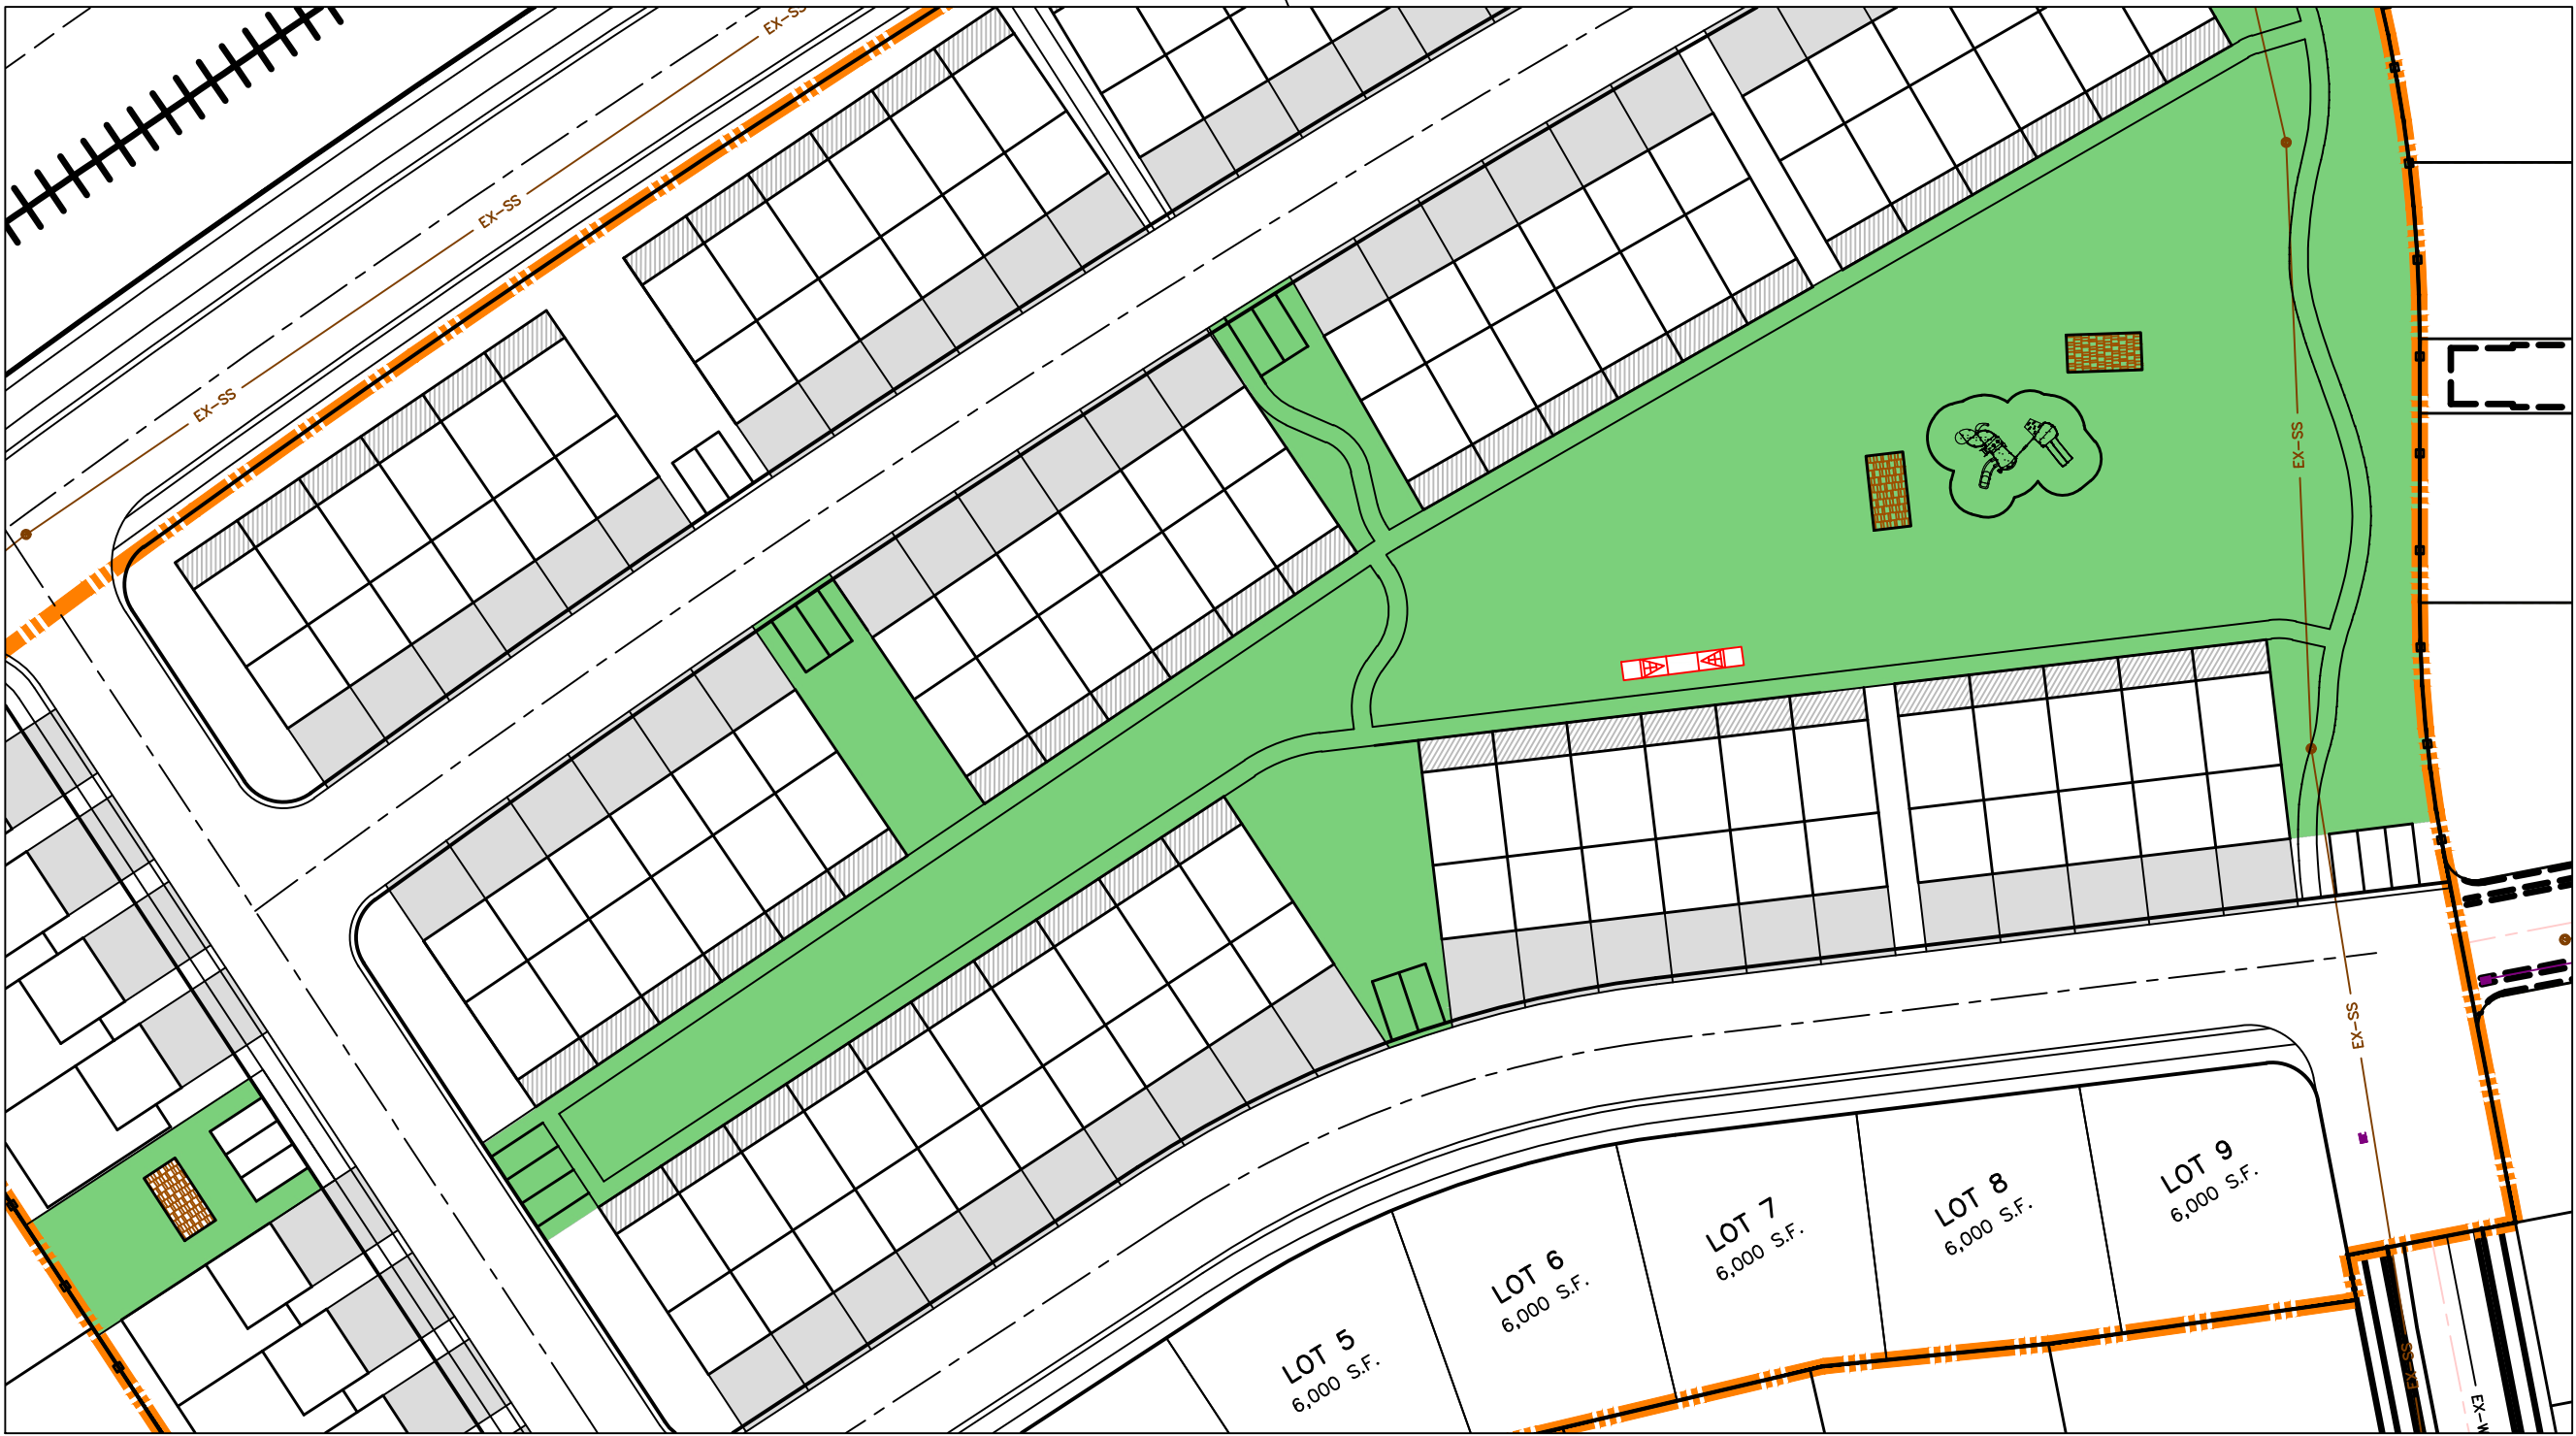 EX-SS
EX-SS
EX-SS
EX-SS
EX-SS
LOT 9
6,000 S.F.
LOT 8
6,000 S.F.
LOT 7
6,000 S.F.
LOT 6
6,000 S.F.
LOT 5
6,000 S.F.
EX-SS
EX-W